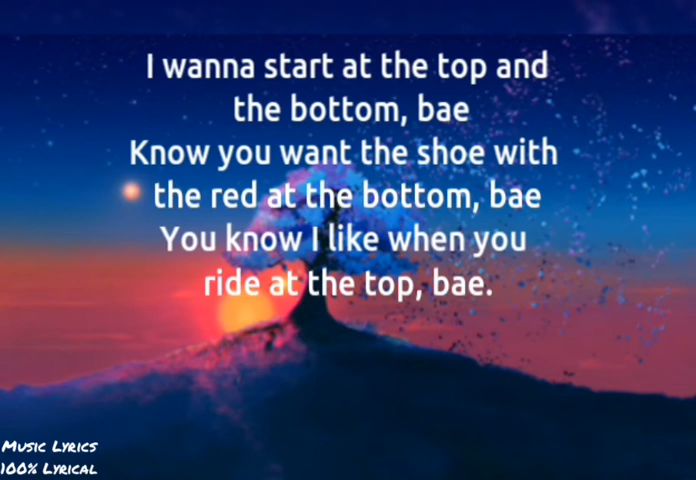 I wanna start at the top and
the bottom, bae
Know you want the shoe with
the red at the bottom, bae
You know I like when you
ride at the top, bae.
Music Lyrics
100% Lyrical